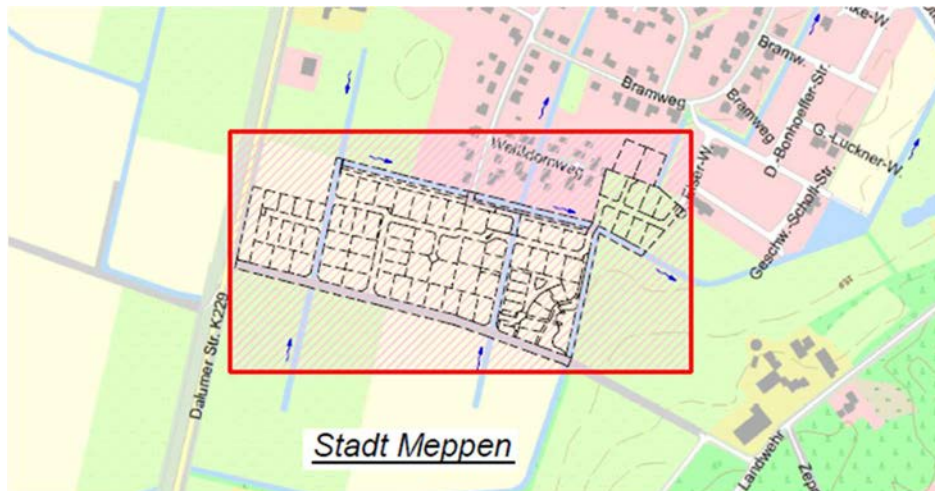 Bramw.
Bramweg
Bramweg
D.-Bonhoeffer-Str.
G.-Luckner-W.
Weißdornweg
Geschw.-Scholl-Str.
Dalumer Str. K229
Stadt Meppen
Landwehr